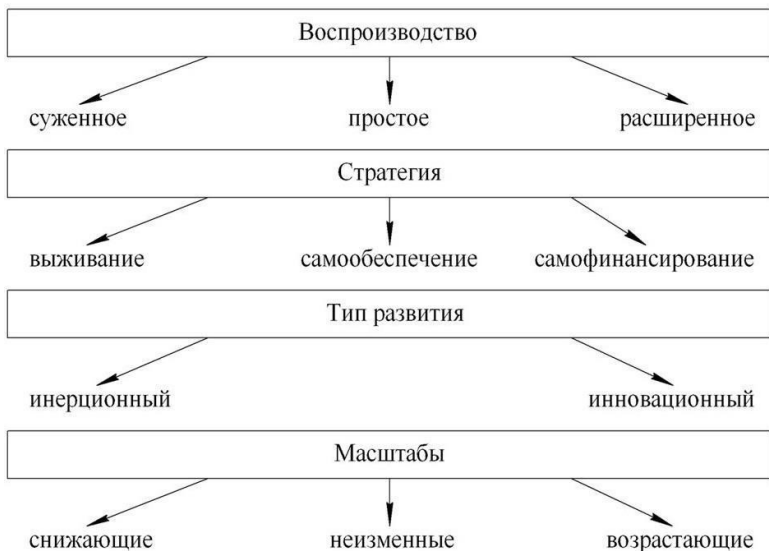 Воспроизводство
суженное простое расширенное
Стратегия
выживание самообеспечение самофинансирование
Тип развития
инерционный инновационный
Масштабы
снижающие неизменные возрастающие